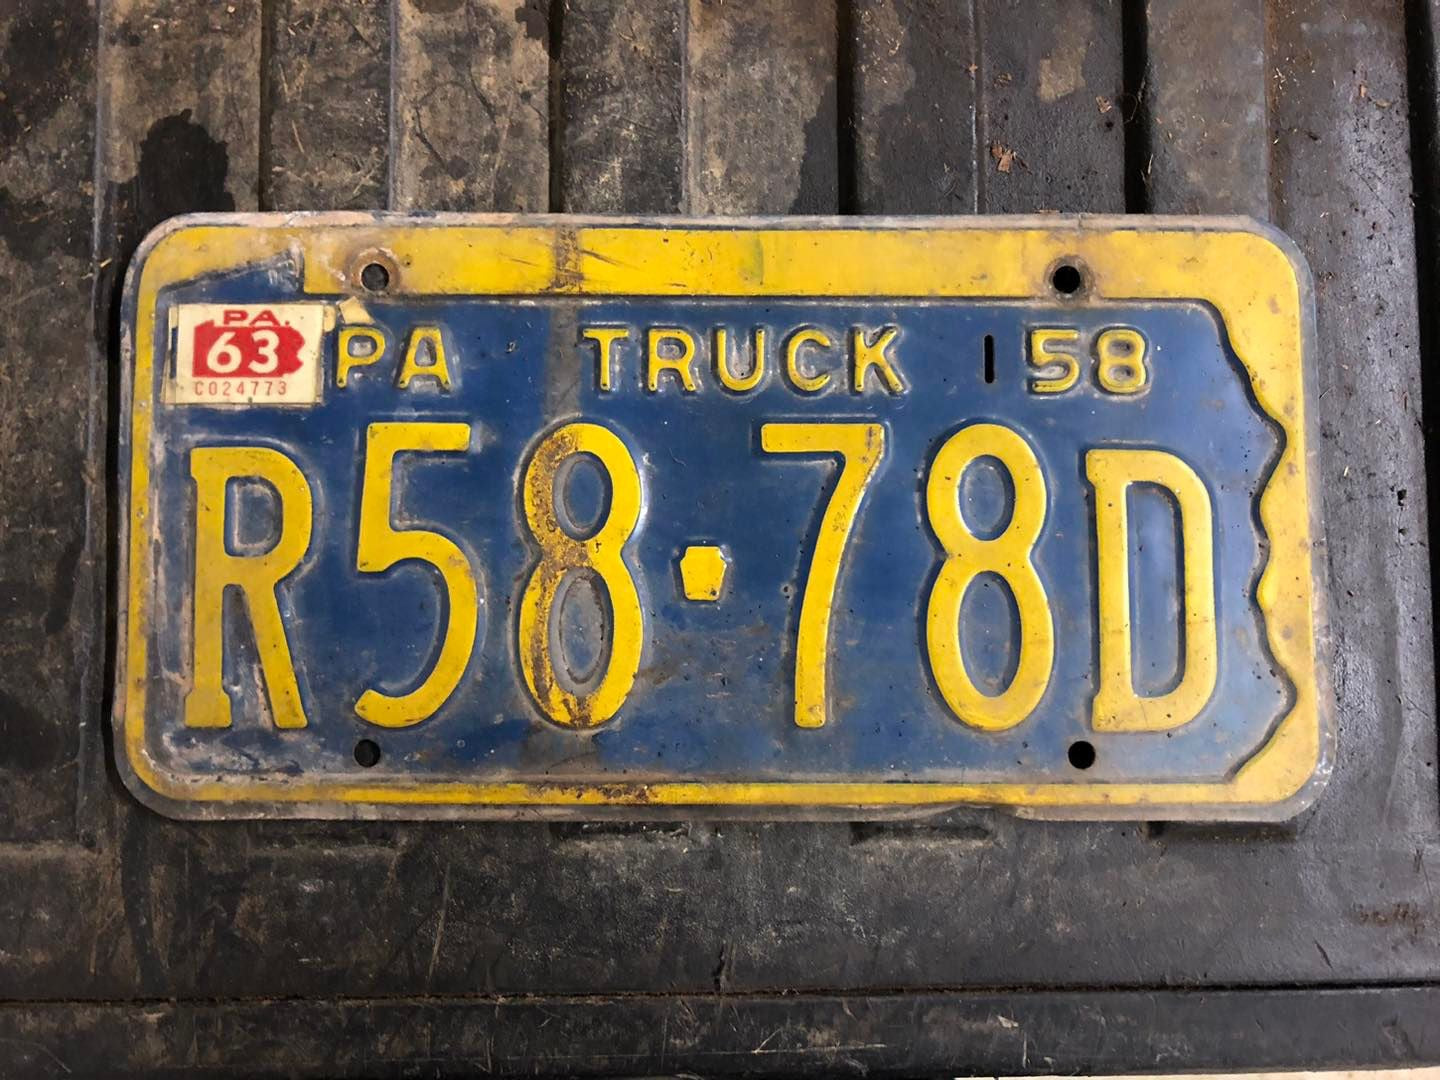 PA.
63
C024773
PA TRUCK 58
R58·78D